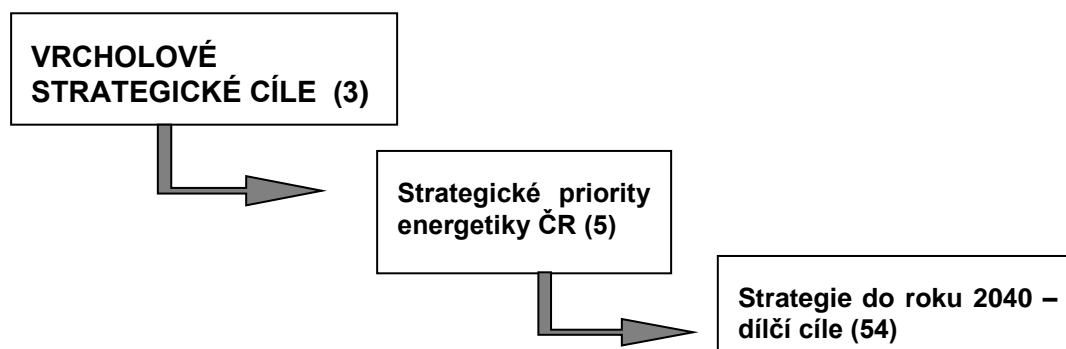 VRCHOLOVÉ
STRATEGICKÉ CÍLE (3)
Strategické priority
energetiky ČR (5)
Strategie do roku 2040 –
dílčí cíle (54)